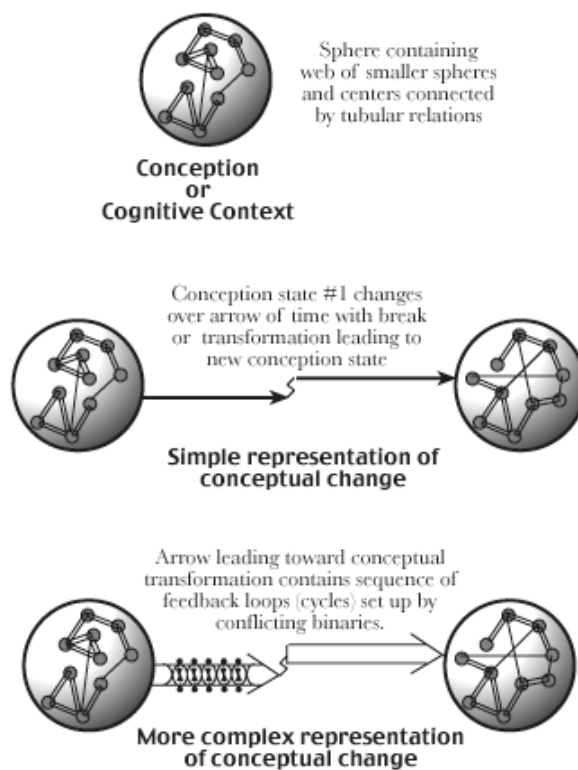 Sphere containing
web of smaller spheres
and centers connected
by tubular relations
Conception
or
Cognitive Context
Conception state #1 changes
over arrow of time with break
or transformation leading to
new conception state
Simple representation of
conceptual change
Arrow leading toward conceptual
transformation contains sequence of
feedback loops (cycles) set up by
conflicting binaries.
More complex representation
of conceptual change